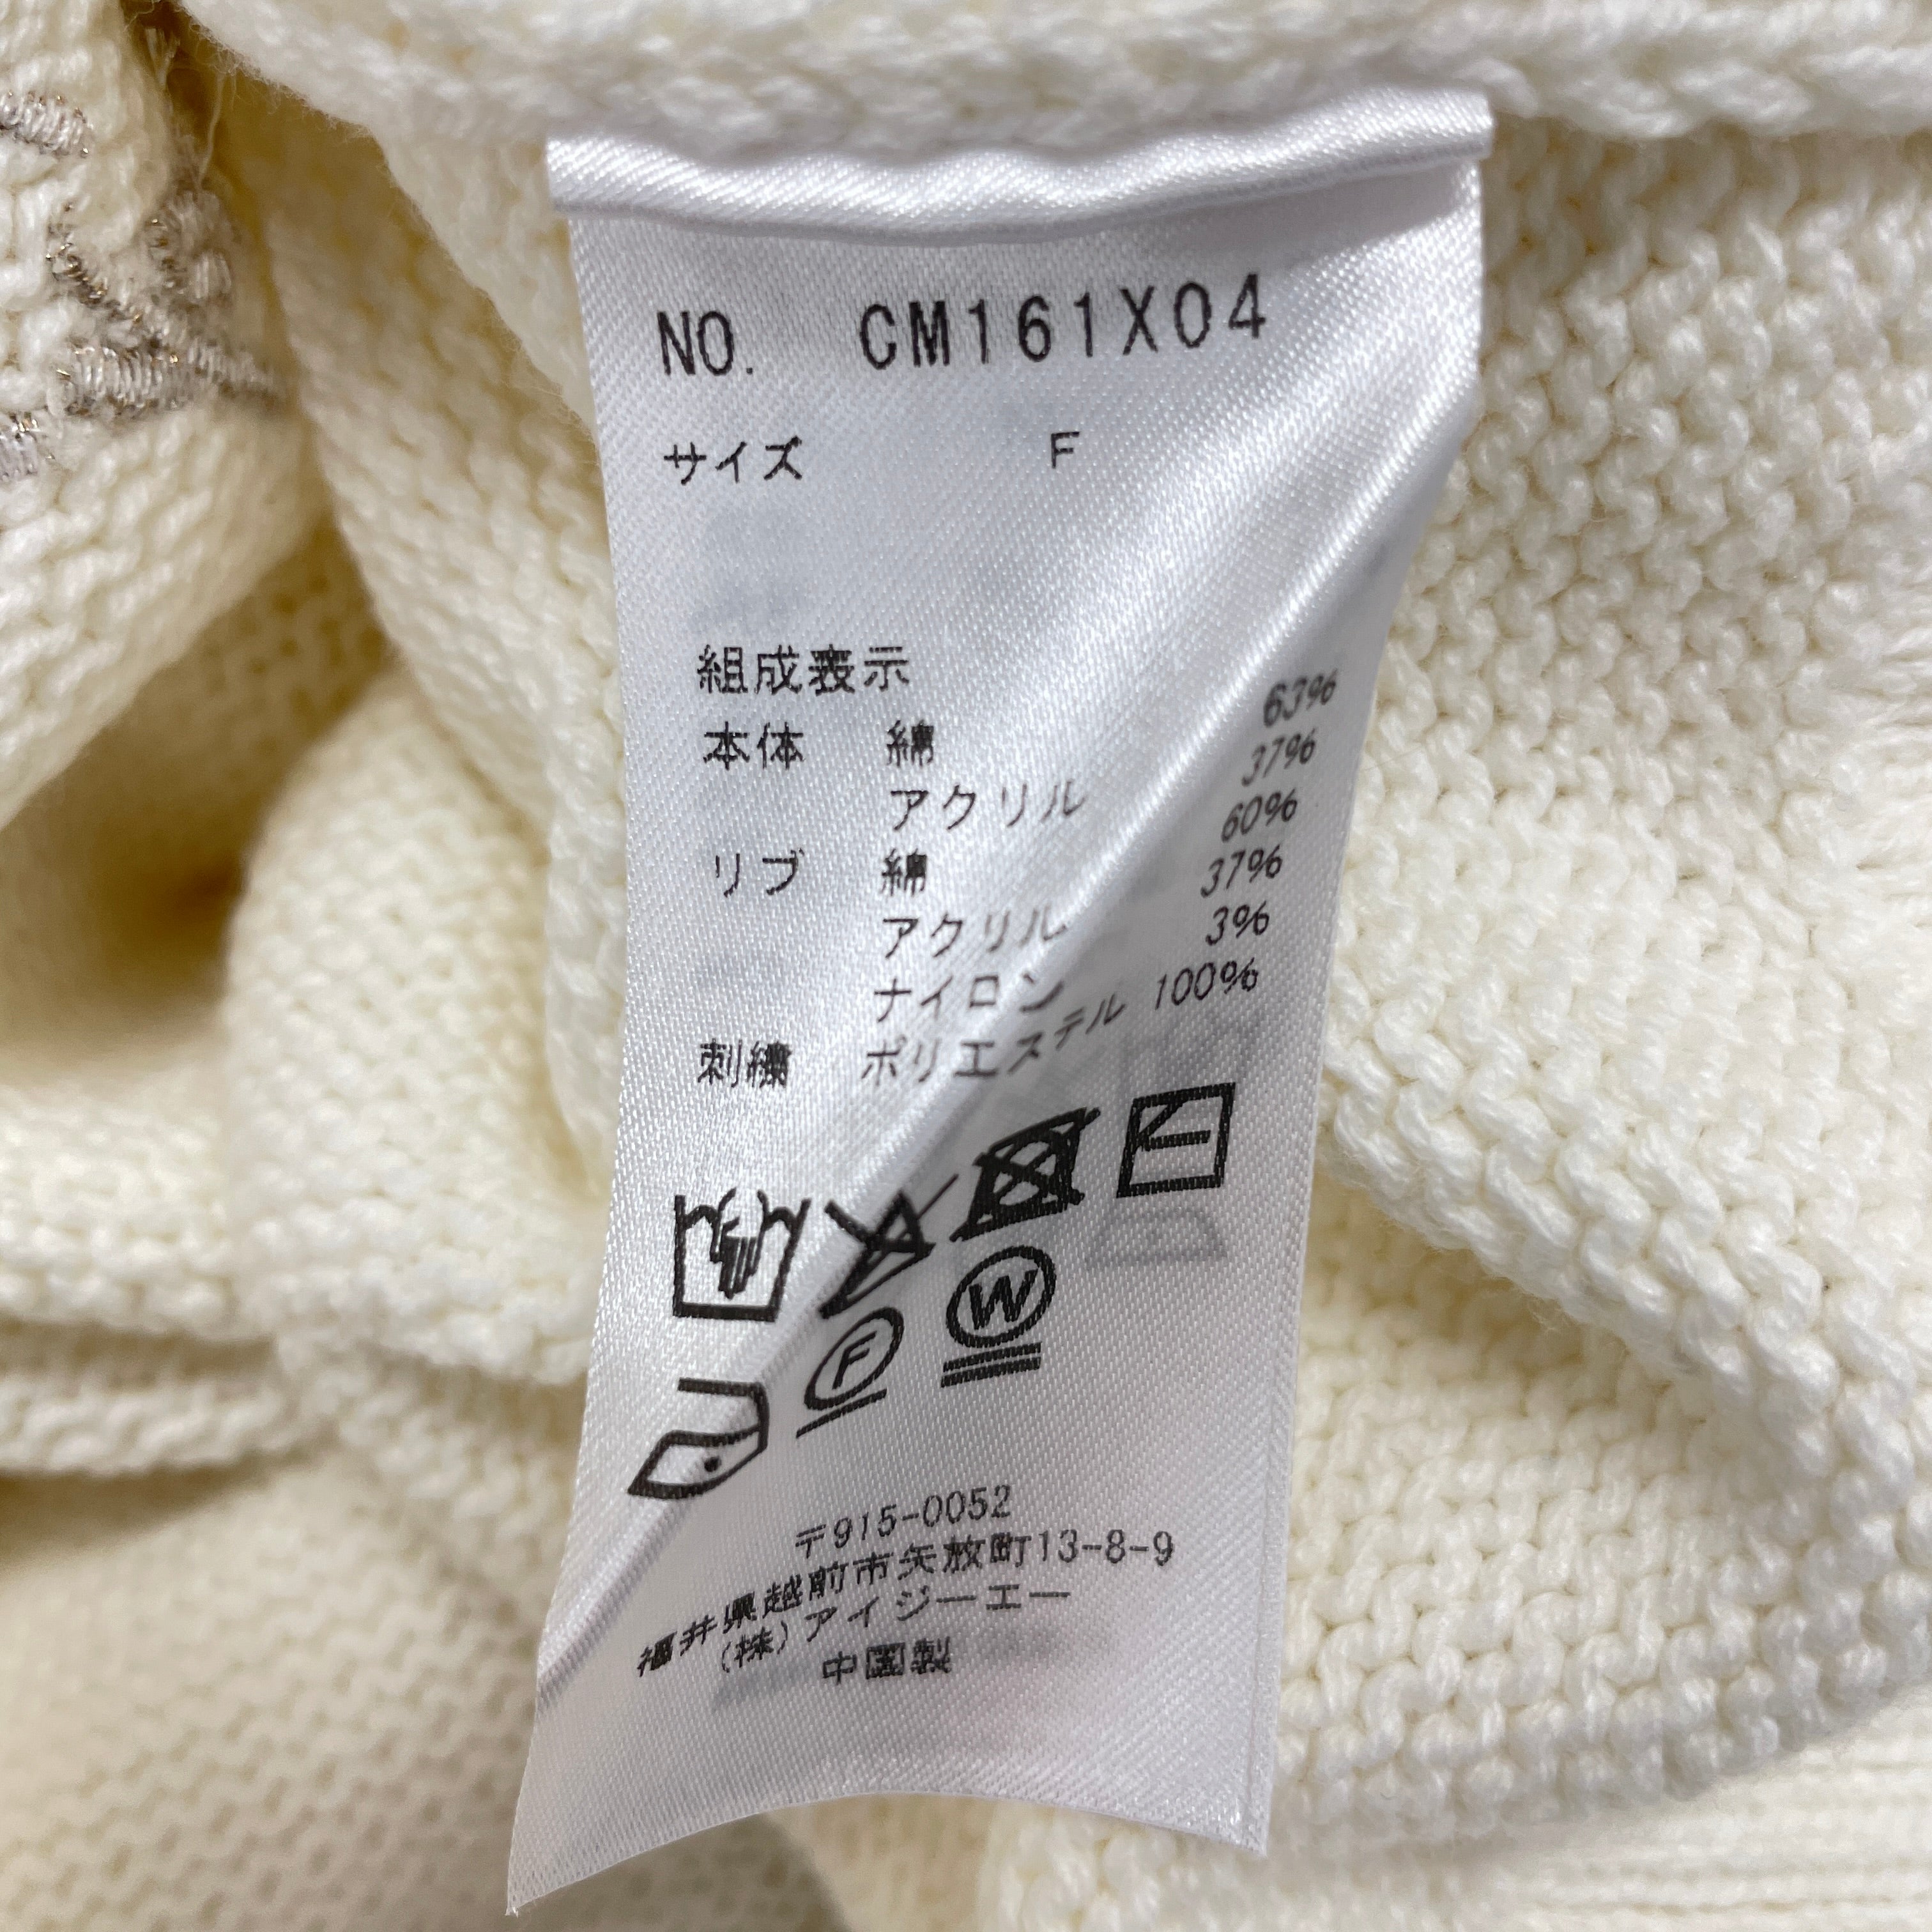 NO. CM161X04
サイズ F
組成表示
本体 綿 63%
アクリル 37%
リブ 綿 60%
アクリル 37%
ナイロン 3%
刺繍 ポリエステル 100%
F W
〒915-0052
福井県越前市矢放町13-8-9
(株)アイジーエー
中国製